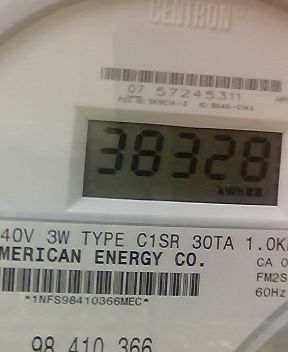 CENTRON®
07 57245311
38328
kWh
40V 3W TYPE C1SR 30TA 1.0K
MERICAN ENERGY CO.
CA 0
FM2S
*1NFS98410366MEC*
60Hz
98 410 366